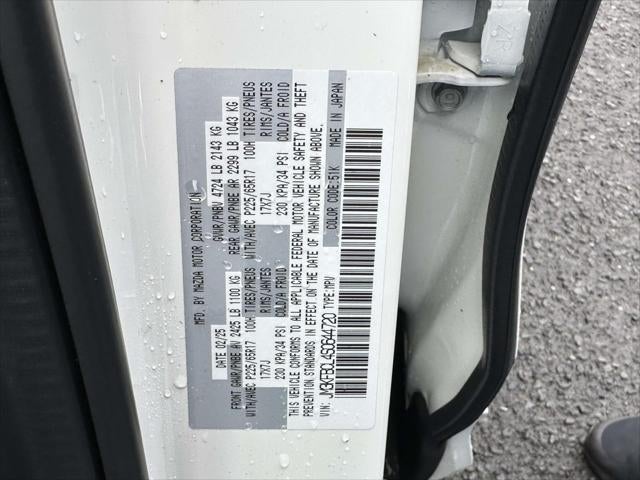 MFD. BY MAZDA MOTOR CORPORATION
DATE 02/25 GVWR/PNBV 4724 LB 2143 KG
FRONT GAWR/PNBE AV 2425 LB 1100 KG REAR GAWR/PNBE AR 2299 LB 1043 KG
WITH/AVEC P225/65R17 100H TIRES/PNEUS WITH/AVEC P225/65R17 100H TIRES/PNEUS
17X7J RIMS/JANTES 17X7J RIMS/JANTES
230 KPA/34 PSI COLD/A FROID 230 KPA/34 PSI COLD/A FROID
THIS VEHICLE CONFORMS TO ALL APPLICABLE FEDERAL MOTOR VEHICLE SAFETY AND THEFT
PREVENTION STANDARDS IN EFFECT ON THE DATE OF MANUFACTURE SHOWN ABOVE.
VIN: JM3KFBCL4S0644720 TYPE: MPV COLOR CODE: 51K MADE IN JAPAN